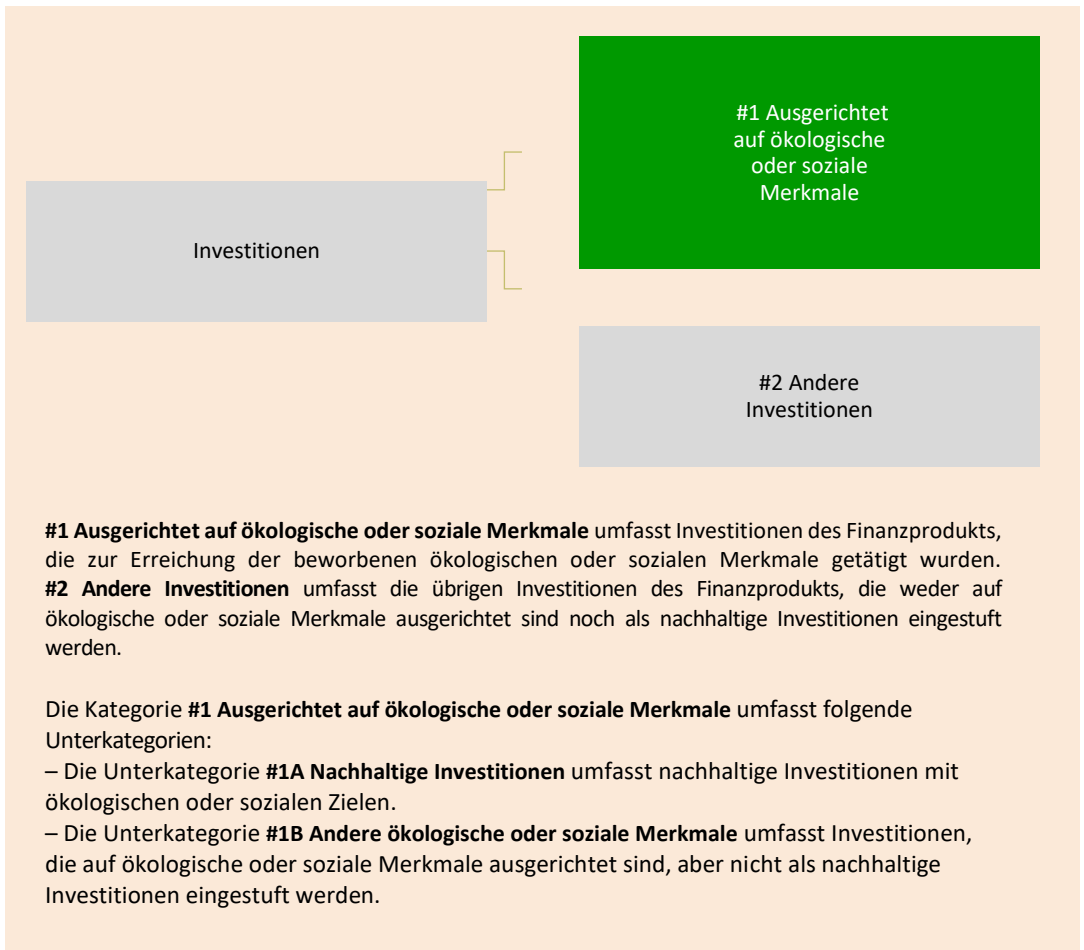 #1 Ausgerichtet
auf ökologische
oder soziale
Merkmale
Investitionen
#2 Andere
Investitionen
#1 Ausgerichtet auf ökologische oder soziale Merkmale umfasst Investitionen des Finanzprodukts,
die zur Erreichung der beworbenen ökologischen oder sozialen Merkmale getätigt wurden.
#2 Andere Investitionen umfasst die übrigen Investitionen des Finanzprodukts, die weder auf
ökologische oder soziale Merkmale ausgerichtet sind noch als nachhaltige Investitionen eingestuft
werden.
Die Kategorie #1 Ausgerichtet auf ökologische oder soziale Merkmale umfasst folgende
Unterkategorien:
– Die Unterkategorie #1A Nachhaltige Investitionen umfasst nachhaltige Investitionen mit
ökologischen oder sozialen Zielen.
– Die Unterkategorie #1B Andere ökologische oder soziale Merkmale umfasst Investitionen,
die auf ökologische oder soziale Merkmale ausgerichtet sind, aber nicht als nachhaltige
Investitionen eingestuft werden.